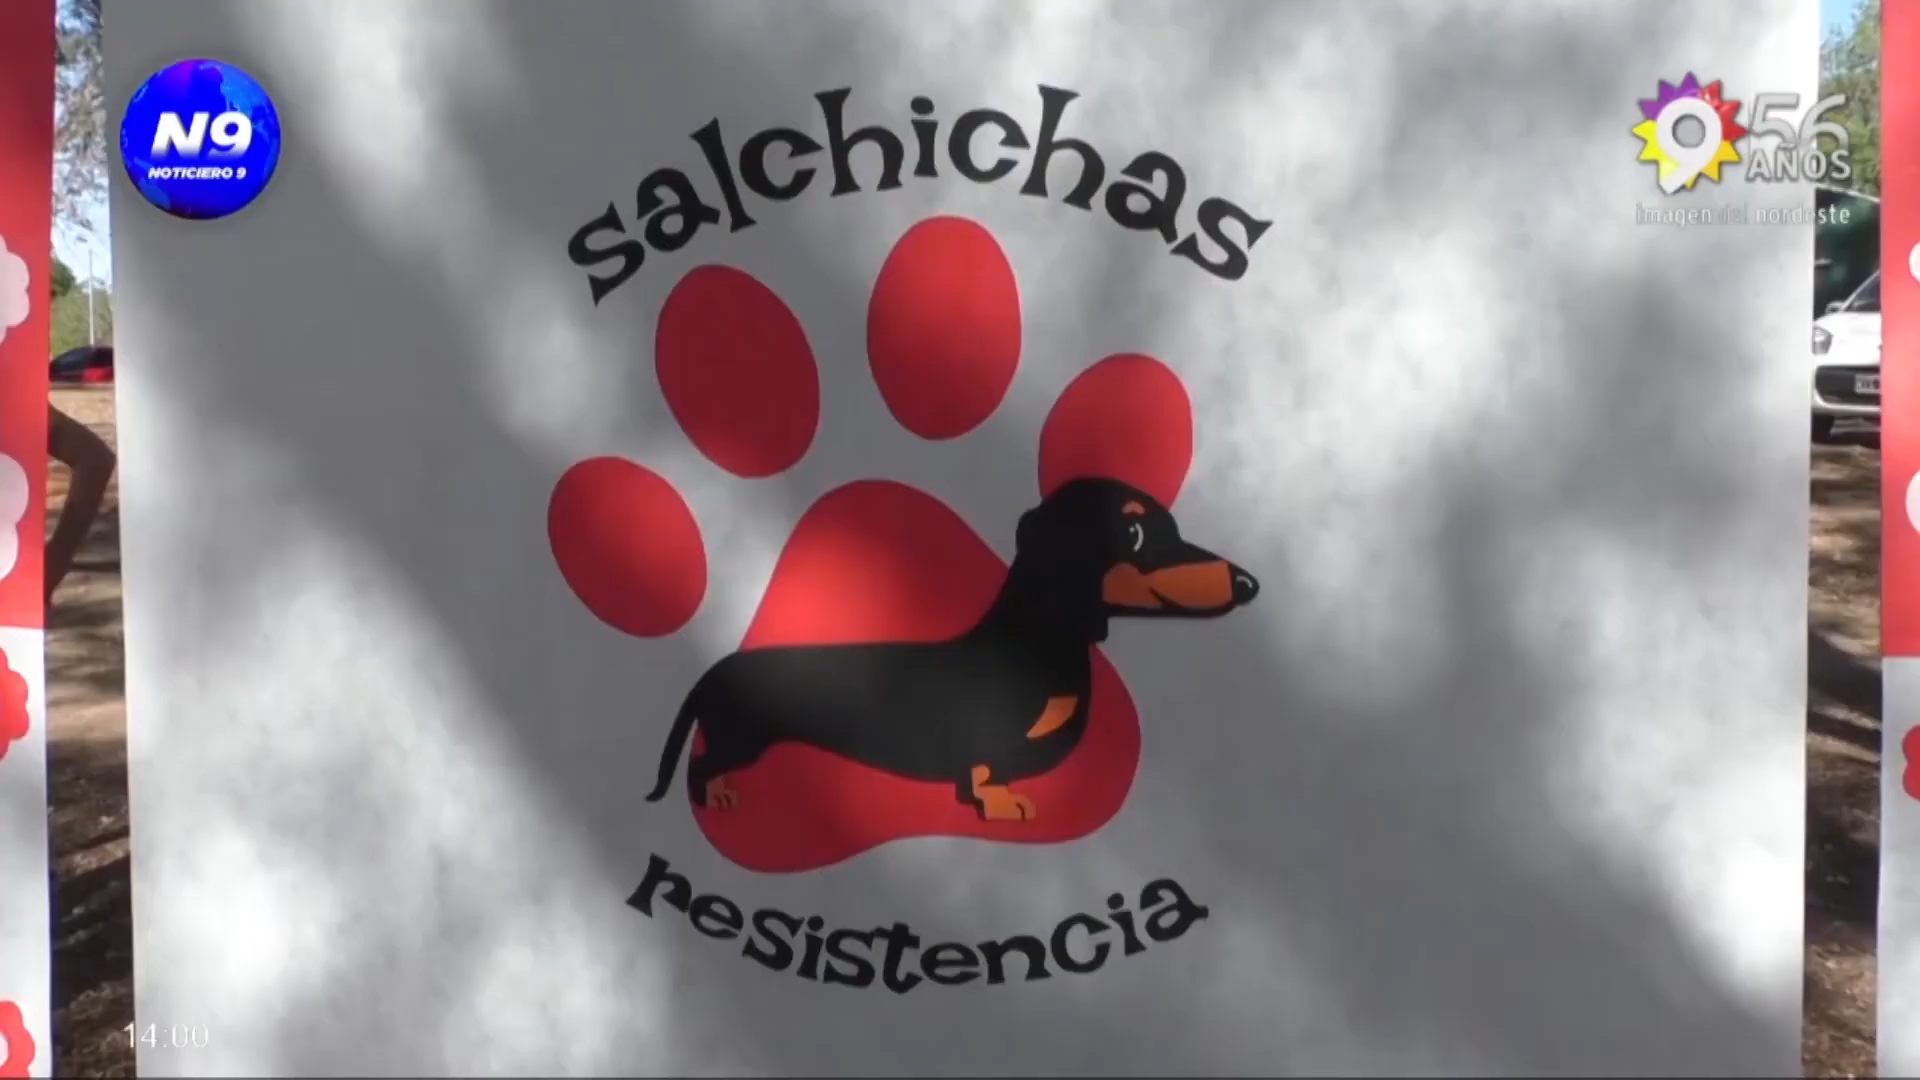 N9
NOTICIERO 9
9 56
AÑOS
imagen del nordeste
salchichas
resistencia
14:00